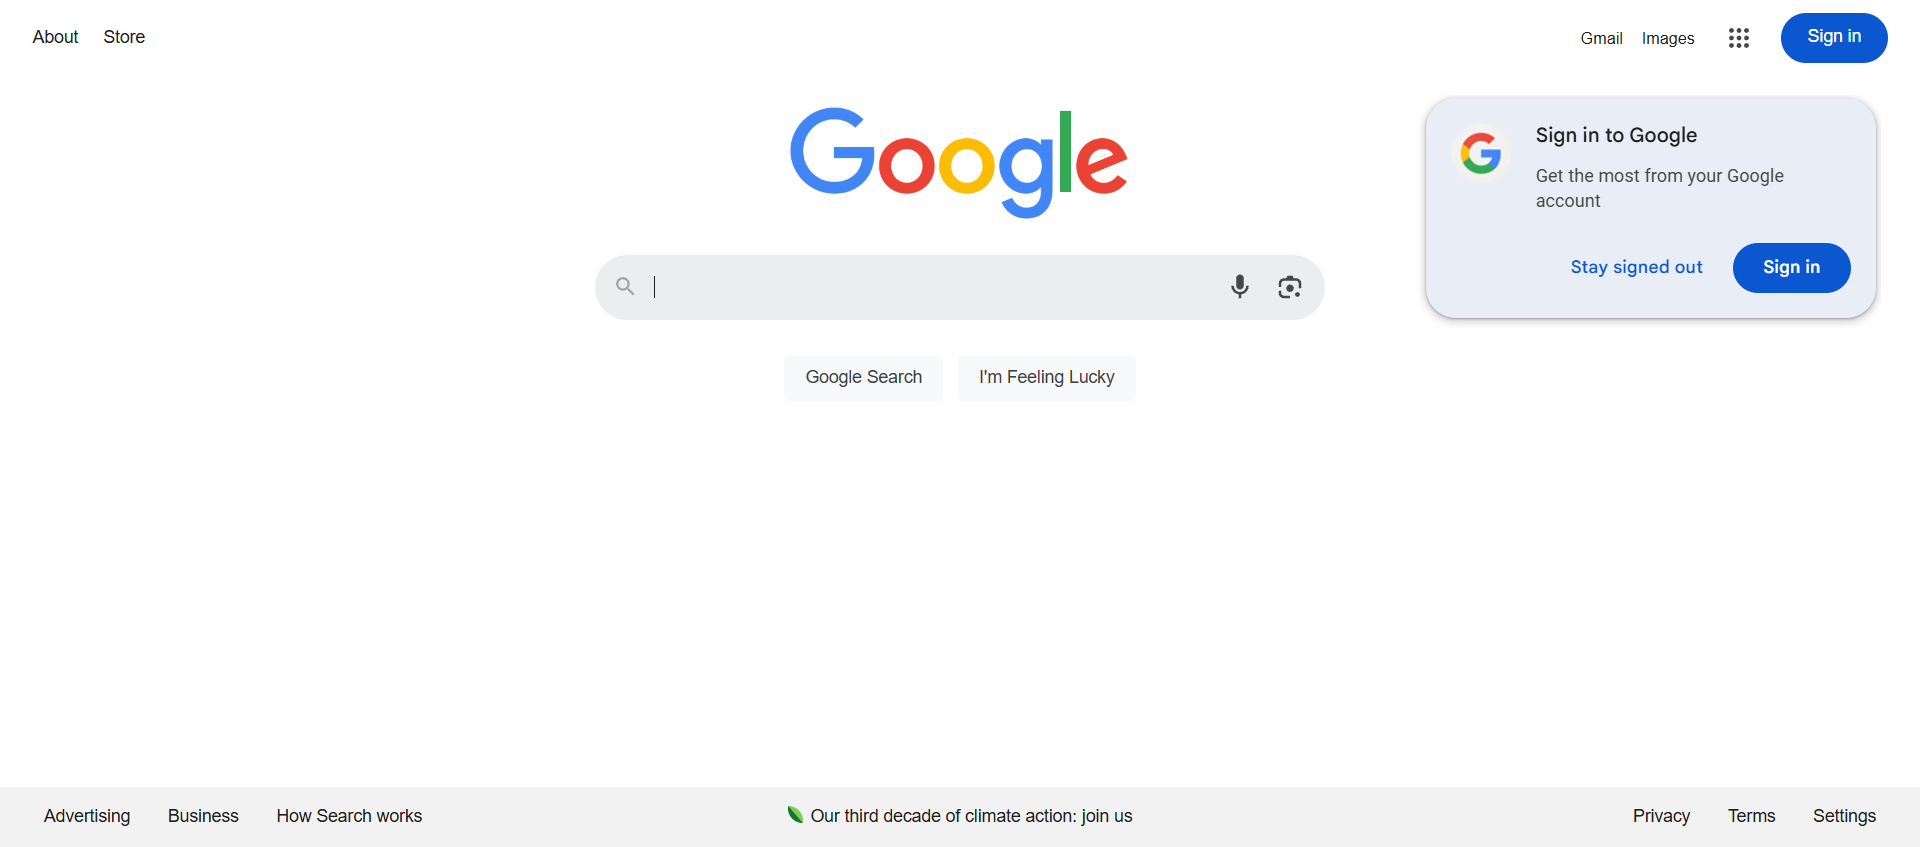 About Store
Gmail Images
Sign in
Google
Sign in to Google
Get the most from your Google
account
Stay signed out Sign in
Google Search I'm Feeling Lucky
Advertising Business How Search works
Our third decade of climate action: join us
Privacy Terms Settings